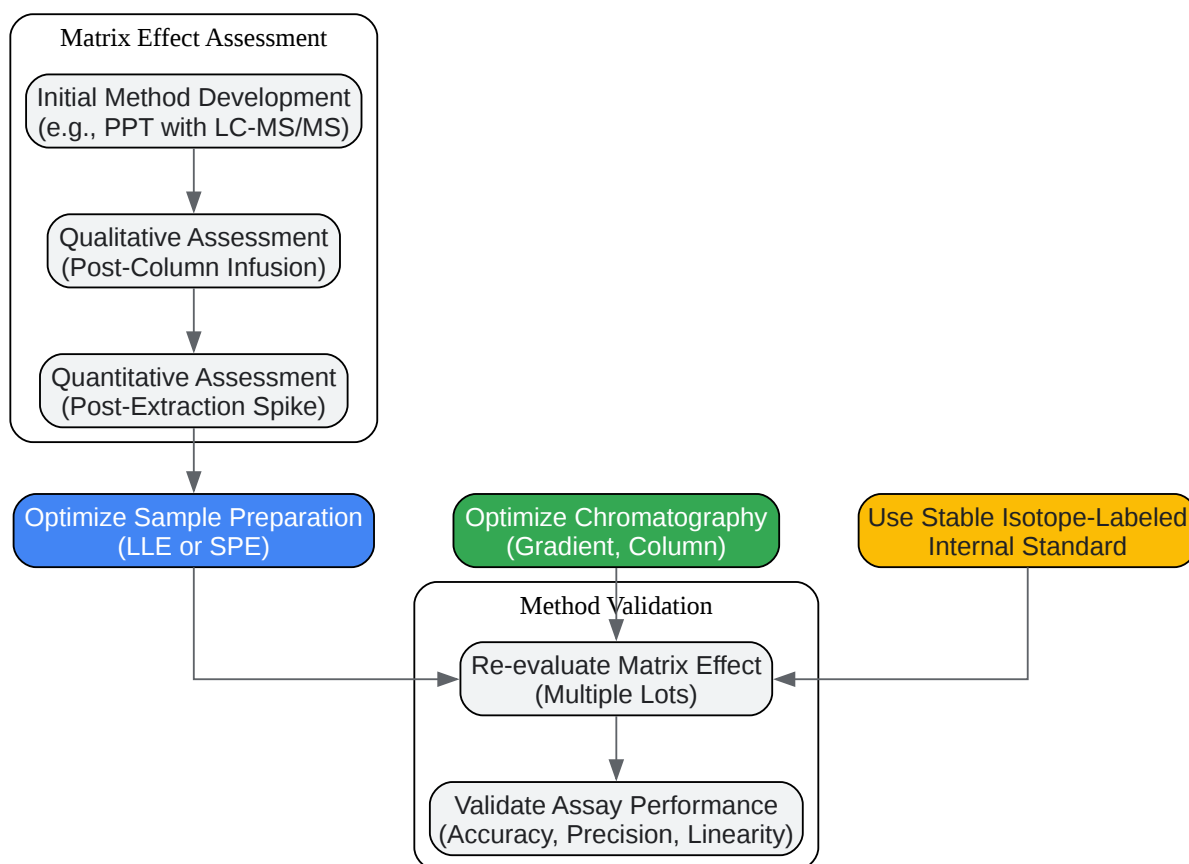 Matrix Effect Assessment
Initial Method Development
(e.g., PPT with LC-MS/MS)
Qualitative Assessment
(Post-Column Infusion)
Quantitative Assessment
(Post-Extraction Spike)
Optimize Sample Preparation
(LLE or SPE)
Optimize Chromatography
(Gradient, Column)
Use Stable Isotope-Labeled
Internal Standard
Method Validation
Re-evaluate Matrix Effect
(Multiple Lots)
Validate Assay Performance
(Accuracy, Precision, Linearity)